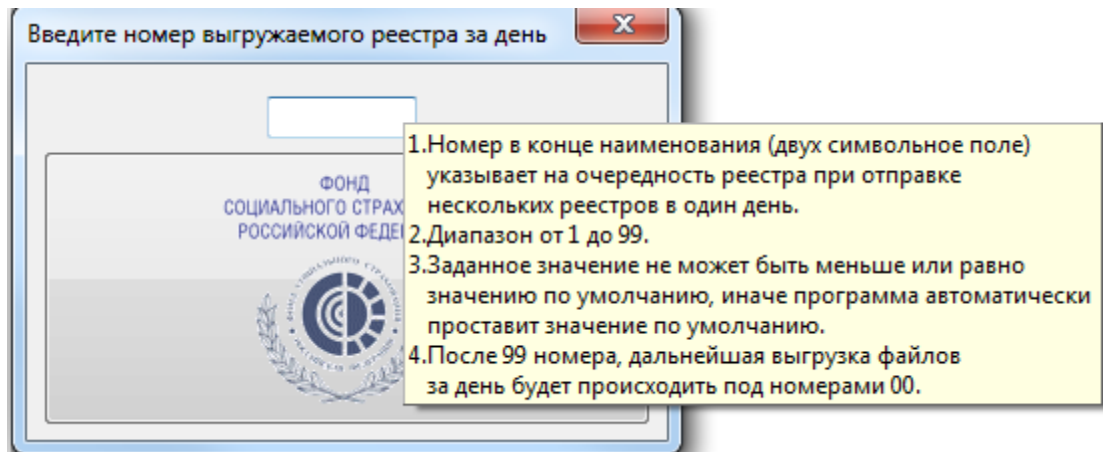 Введите номер выгружаемого реестра за день
1.Номер в конце наименования (двух символьное поле)
указывает на очередность реестра при отправке
нескольких реестров в один день.
2.Диапазон от 1 до 99.
3.Заданное значение не может быть меньше или равно
значению по умолчанию, иначе программа автоматически
проставит значение по умолчанию.
4.После 99 номера, дальнейшая выгрузка файлов
за день будет происходить под номерами 00.
ФОНД
СОЦИАЛЬНОГО СТРАХ
РОССИЙСКОЙ ФЕДЕ